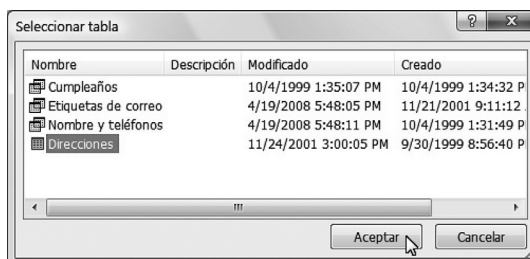 Seleccionar tabla
Nombre Descripción Modificado Creado
Cumpleaños 10/4/1999 1:35:07 PM 10/4/1999 1:34:32 P
Etiquetas de correo 4/19/2008 5:48:05 PM 11/21/2001 9:11:12
Nombre y teléfonos 4/19/2008 5:48:11 PM 10/4/1999 1:31:49 P
Direcciones 11/24/2001 3:00:05 PM 9/30/1999 8:56:40 P
Aceptar Cancelar